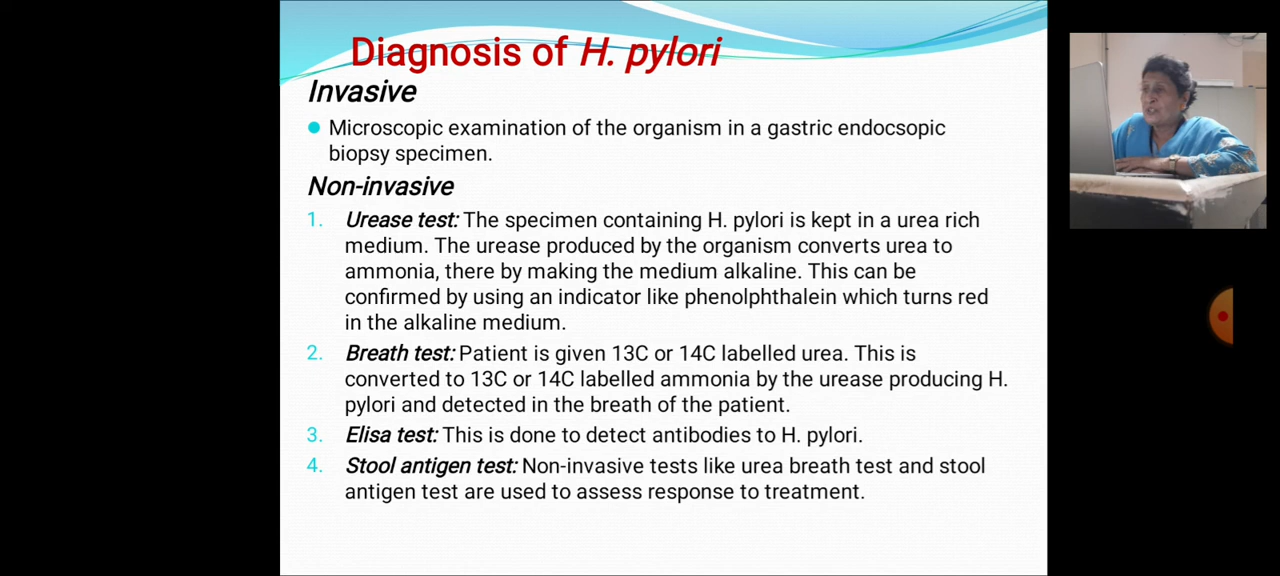 Diagnosis of H. pylori
Invasive
Microscopic examination of the organism in a gastric endocsopic
biopsy specimen.
Non-invasive
1. Urease test: The specimen containing H. pylori is kept in a urea rich
medium. The urease produced by the organism converts urea to
ammonia, there by making the medium alkaline. This can be
confirmed by using an indicator like phenolphthalein which turns red
in the alkaline medium.
2. Breath test: Patient is given 13C or 14C labelled urea. This is
converted to 13C or 14C labelled ammonia by the urease producing H.
pylori and detected in the breath of the patient.
3. Elisa test: This is done to detect antibodies to H. pylori.
4. Stool antigen test: Non-invasive tests like urea breath test and stool
antigen test are used to assess response to treatment.